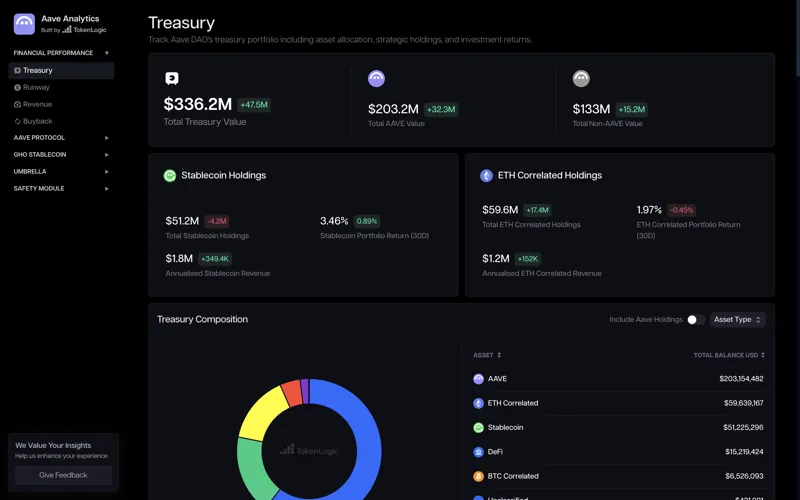 Aave Analytics
Built by TokenLogic
FINANCIAL PERFORMANCE
Treasury
Runway
Revenue
Buyback
AAVE PROTOCOL
GHO STABLECOIN
UMBRELLA
SAFETY MODULE
We Value Your Insights
Help us enhance your experience
Give Feedback
Treasury
Track Aave DAO's treasury portfolio including asset allocation, strategic holdings, and investment returns.
$336.2M +47.5M
Total Treasury Value
$203.2M +32.3M
Total AAVE Value
$133M +15.2M
Total Non-AAVE Value
Stablecoin Holdings
$51.2M -4.2M
Total Stablecoin Holdings
3.46% 0.89%
Stablecoin Portfolio Return (30D)
$1.8M +349.4K
Annualised Stablecoin Revenue
ETH Correlated Holdings
$59.6M +17.4M
Total ETH Correlated Holdings
1.97% -0.45%
ETH Correlated Portfolio Return
(30D)
$1.2M +152K
Annualised ETH Correlated Revenue
Treasury Composition
Include Aave Holdings
Asset Type
TokenLogic
ASSET TOTAL BALANCE USD
AAVE $203,154,482
ETH Correlated $59,639,167
Stablecoin $51,225,296
DeFi $15,219,424
BTC Correlated $6,526,093